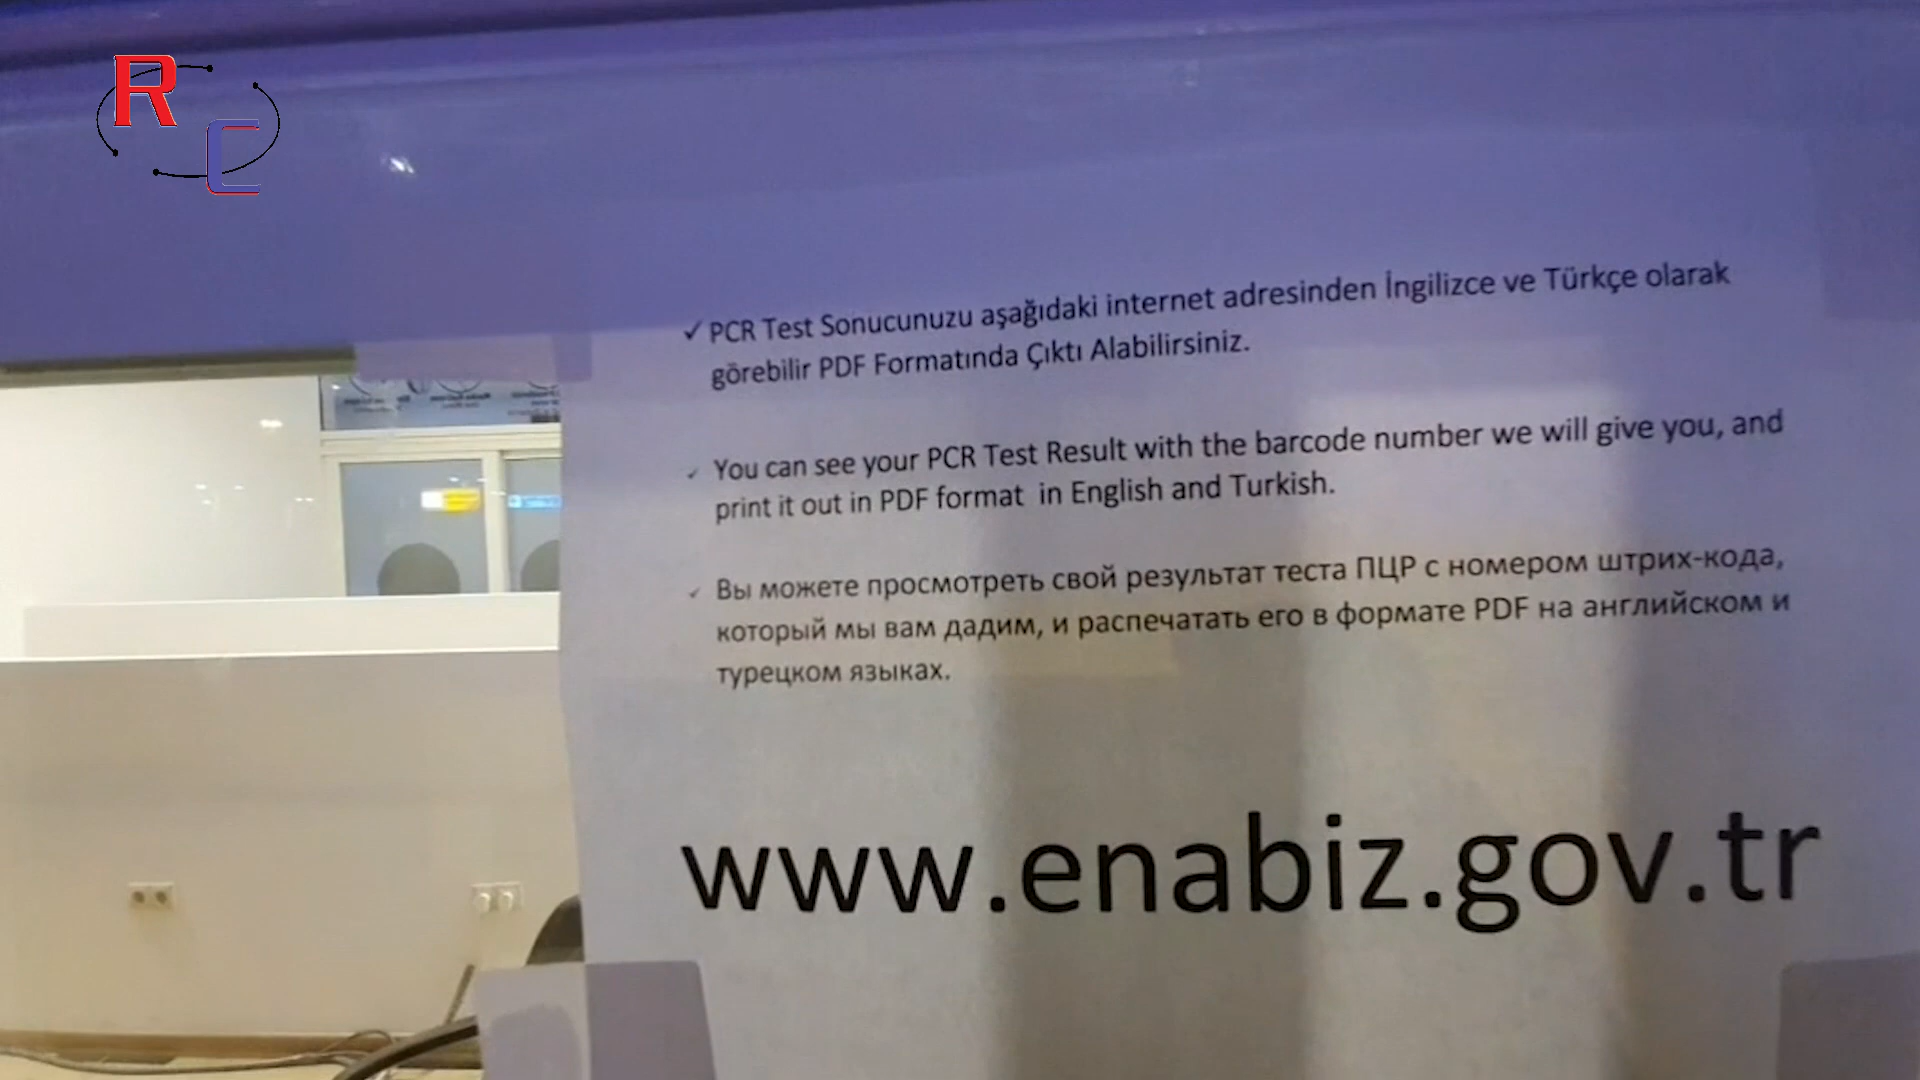 R
C
✓ PCR Test Sonucunuzu aşağıdaki internet adresinden İngilizce ve Türkçe olarak
görebilir PDF Formatında Çıktı Alabilirsiniz.
✓ You can see your PCR Test Result with the barcode number we will give you, and
print it out in PDF format in English and Turkish.
✓ Вы можете просмотреть свой результат теста ПЦР с номером штрих-кода,
который мы вам дадим, и распечатать его в формате PDF на английском и
турецком языках.
www.enabiz.gov.tr